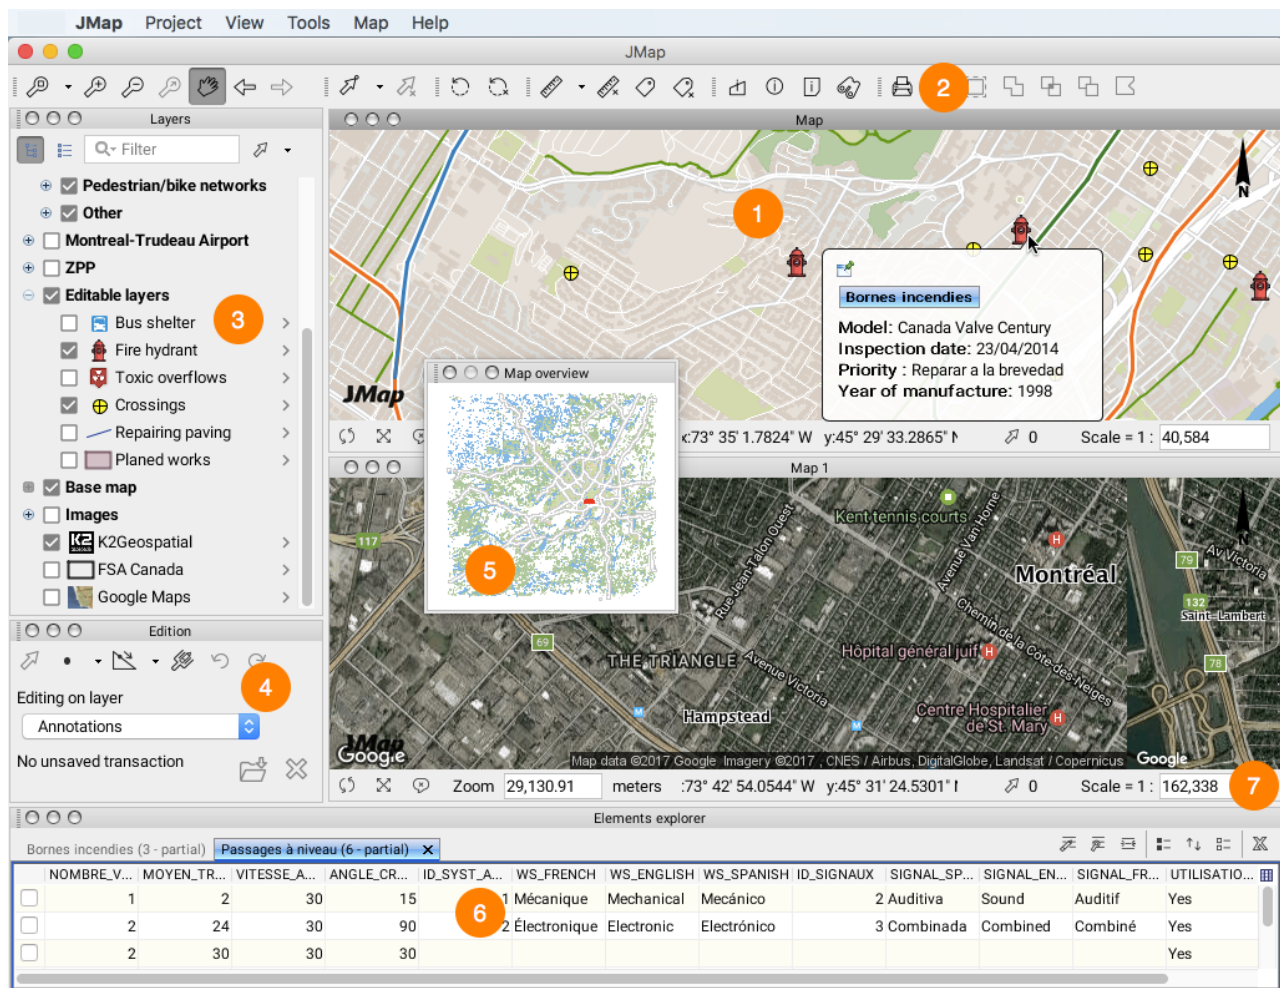 JMap Project View Tools Map Help
JMap
2
Layers
Filter
Pedestrian/bike networks
Other
Montreal-Trudeau Airport
ZPP
Editable layers
Bus shelter
3
Fire hydrant
Toxic overflows
Crossings
Repairing paving
Planed works
Base map
Images
K2 K2Geospatial
FSA Canada
Google Maps
Edition
4
Editing on layer
Annotations
No unsaved transaction
Map
1
N
Bornes incendies
Model: Canada Valve Century
Inspection date: 23/04/2014
Priority : Reparar a la brevedad
Year of manufacture: 1998
JMap
Map overview
5
x:73° 35' 1.7824" W y:45° 29' 33.2865" N 0 Scale = 1 : 40,584
Map 1
117
Kent tennis courts
Rue Jean-Talon Ouest
Avenue Van Horne
H
Montréal
79
Av Victoria
132
Saint-Lambert
Chemin de la Côte-des-Neiges
69
THE TRIANGLE
Avenue Victoria
Hôpital général juif H
78
M
Hampstead
M
Centre Hospitalier
de St. Mary H
JMap
Google
Map data ©2017 Google Imagery ©2017 , CNES / Airbus, DigitalGlobe, Landsat / Copernicus
Google
Zoom 29,130.91 meters :73° 42' 54.0544" W y:45° 31' 24.5301" N 0 Scale = 1 : 162,338
7
Elements explorer
Bornes incendies (3 - partial) Passages à niveau (6 - partial)
NOMBRE_V... MOYEN_TR... VITESSE_A... ANGLE_CR... ID_SYST_A... WS_FRENCH WS_ENGLISH WS_SPANISH ID_SIGNAUX SIGNAL_SP... SIGNAL_EN... SIGNAL_FR... UTILISATIO...
1 2 30 15 1 Mécanique Mechanical Mecánico 2 Auditiva Sound Auditif Yes
6
2 24 30 90 2 Électronique Electronic Electrónico 3 Combinada Combined Combiné Yes
2 30 30 30 Yes